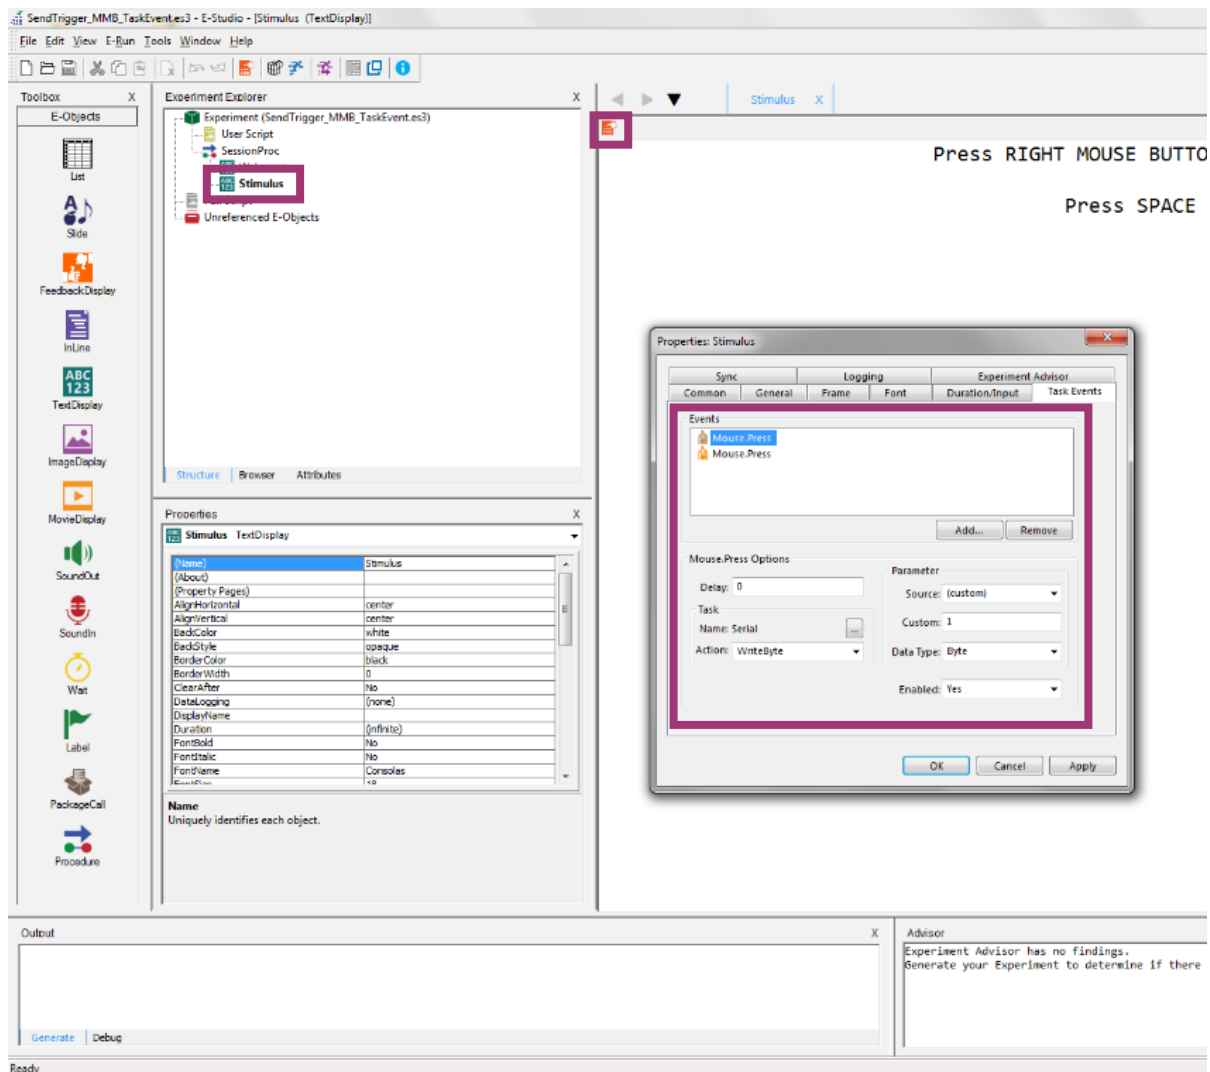 SendTrigger_MMB_TaskEvent.es3 - E-Studio - [Stimulus (TextDisplay)]
File Edit View E-Run Tools Window Help
Toolbox X
E-Objects
List
Slide
FeedbackDisplay
InLine
ABC
123
TextDisplay
ImageDisplay
MovieDisplay
SoundOut
SoundIn
Wait
Label
PackageCall
Procedure
Experiment Explorer X
Experiment (SendTrigger_MMB_TaskEvent.es3)
User Script
SessionProc
Stimulus
Unreferenced E-Objects
Structure Browser Attributes
Properties X
Stimulus TextDisplay
(Name) Stimulus
(About)
(Property Pages)
AlignHorizontal center
AlignVertical center
BackColor white
BackStyle opaque
BorderColor black
BorderWidth 0
ClearAfter No
DataLogging (none)
DisplayName
Duration (infinite)
FontBold No
FontItalic No
FontName Consolas
FontSize 18
Name
Uniquely identifies each object.
Stimulus X
Press RIGHT MOUSE BUTTO
Press SPACE
Properties: Stimulus
Sync Logging Experiment Advisor
Common General Frame Font Duration/Input Task Events
Events
Mouse.Press
Mouse.Press
Add... Remove
Mouse.Press Options
Delay: 0
Task
Name: Serial ...
Action: WriteByte
Parameter
Source: (custom)
Custom: 1
Data Type: Byte
Enabled: Yes
OK Cancel Apply
Output X
Generate Debug
Advisor
Experiment Advisor has no findings.
Generate your Experiment to determine if there
Ready